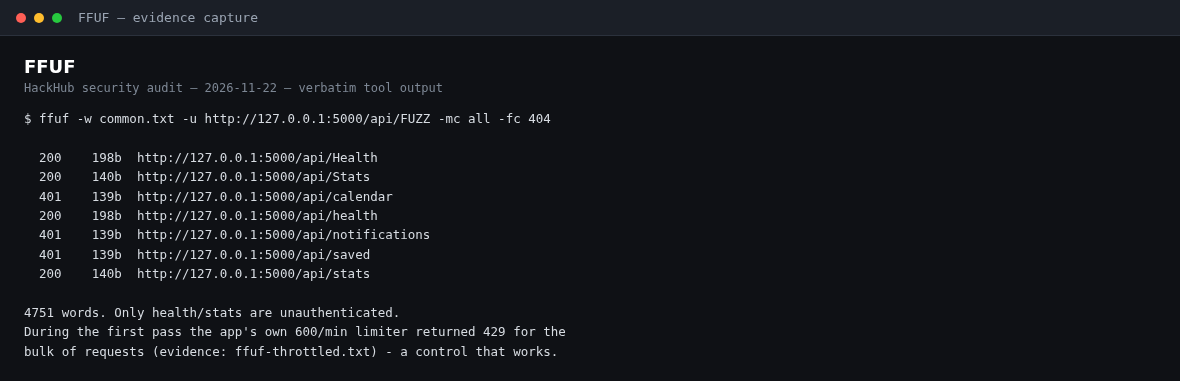 FFUF — evidence capture
FFUF
HackHub security audit — 2026-11-22 — verbatim tool output
$ ffuf -w common.txt -u http://127.0.0.1:5000/api/FUZZ -mc all -fc 404
200    198b  http://127.0.0.1:5000/api/Health
200    140b  http://127.0.0.1:5000/api/Stats
401    139b  http://127.0.0.1:5000/api/calendar
200    198b  http://127.0.0.1:5000/api/health
401    139b  http://127.0.0.1:5000/api/notifications
401    139b  http://127.0.0.1:5000/api/saved
200    140b  http://127.0.0.1:5000/api/stats
4751 words. Only health/stats are unauthenticated.
During the first pass the app's own 600/min limiter returned 429 for the
bulk of requests (evidence: ffuf-throttled.txt) - a control that works.